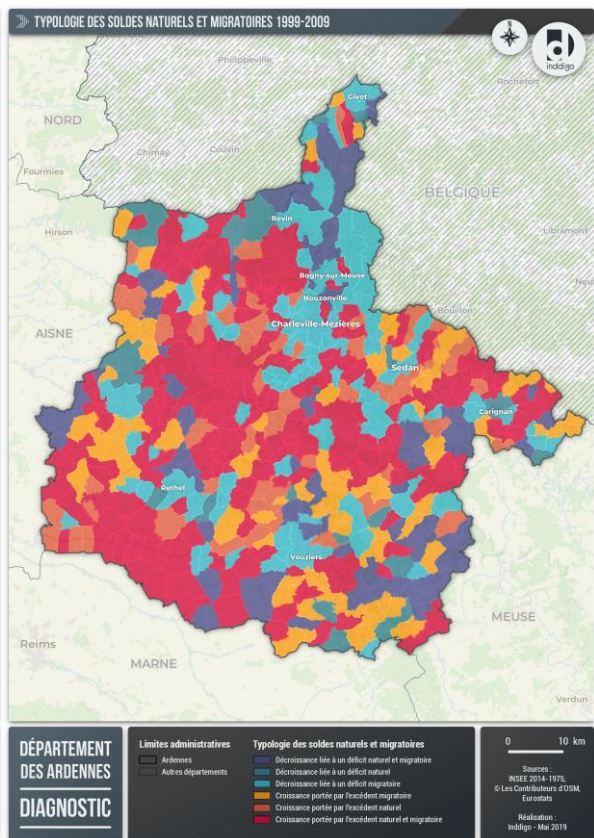 TYPOLOGIE DES SOLDES NATURELS ET MIGRATOIRES 1999-2009
N
inddigo
Philippeville
Rochefort
Givet
NORD
Chimay
Couvin
Fourmies
BELGIQUE
Revin
Hirson
Libramont
Neu
Bogny-sur-Meuse
Nouzonville
Bouillon
Charleville-Mézières
AISNE
Sedan
Carignan
Rethel
Vouziers
MEUSE
Reims
MARNE
Verdun
DÉPARTEMENT
DES ARDENNES
DIAGNOSTIC
Limites administratives
Ardennes
Autres départements
Typologie des soldes naturels et migratoires
Décroissance liée à un déficit naturel et migratoire
Décroissance liée à un déficit naturel
Décroissance liée à un déficit migratoire
Croissance portée par l'excédent migratoire
Croissance portée par l'excédent naturel
Croissance portée par l'excédent naturel et migratoire
0 10 km
Sources :
INSEE 2014-1975,
© Les Contributeurs d'OSM,
Eurostats
Réalisation :
Inddigo - Mai 2019